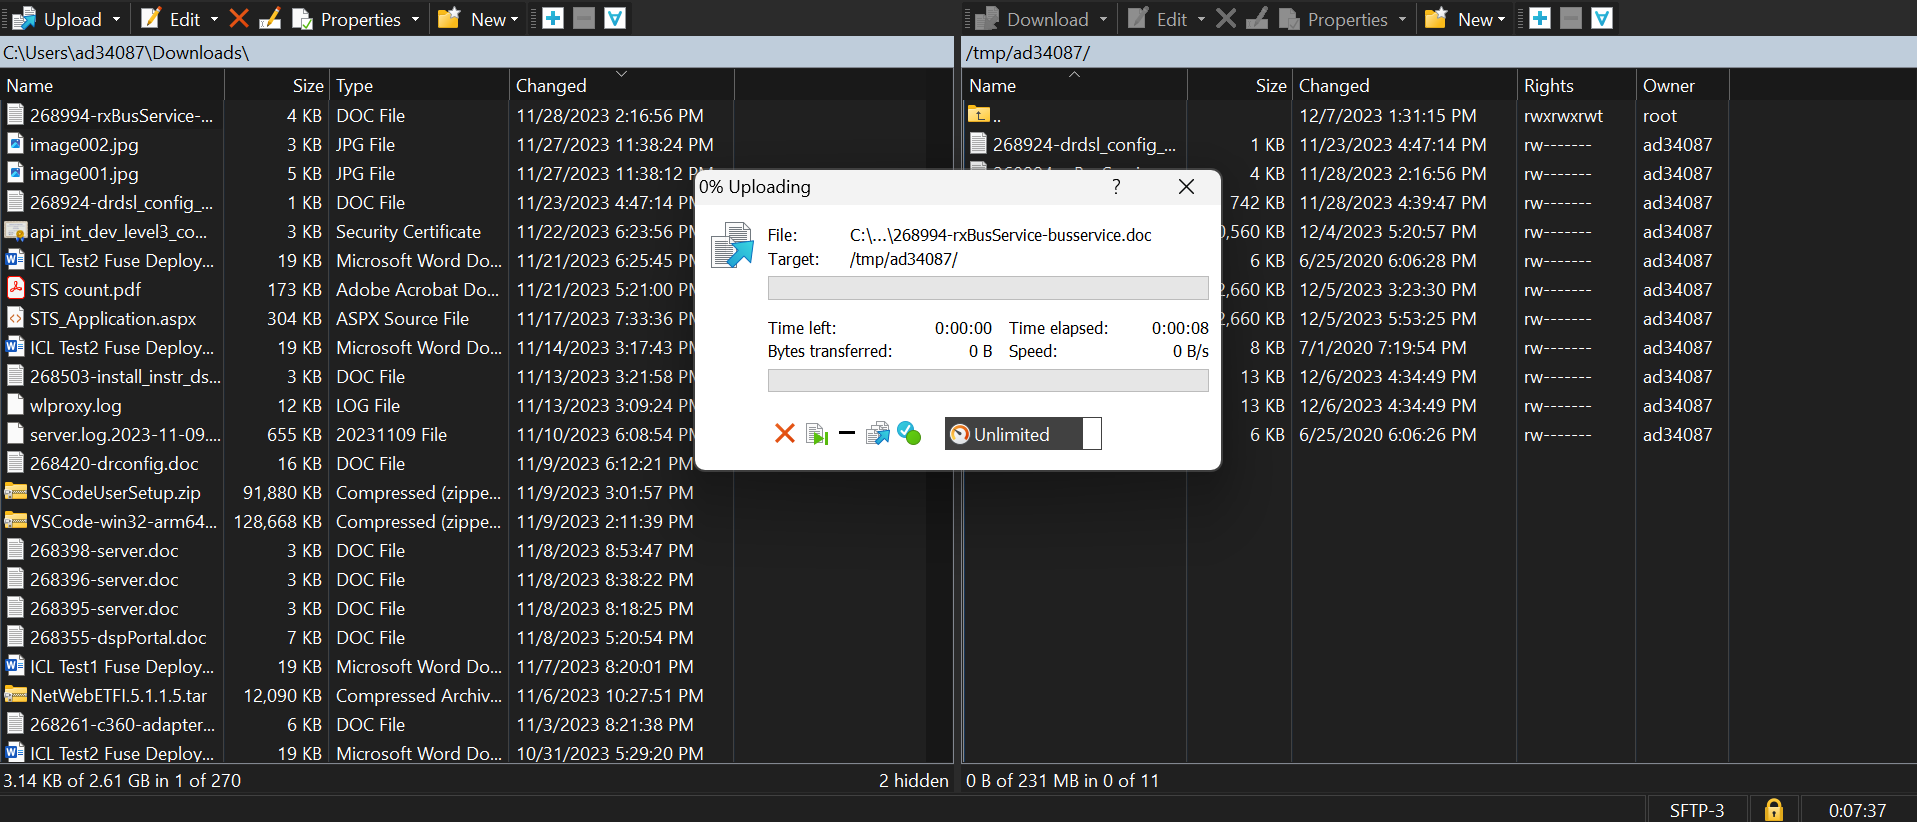 Upload Edit Properties New
Download Edit Properties New
C:\Users\ad34087\Downloads\
/tmp/ad34087/
Name Size Type Changed
268994-rxBusService-... 4 KB DOC File 11/28/2023 2:16:56 PM
image002.jpg 3 KB JPG File 11/27/2023 11:38:24 PM
image001.jpg 5 KB JPG File 11/27/2023 11:38:12
268924-drdsl_config_... 1 KB DOC File 11/23/2023 4:47:14 PM
api_int_dev_level3_co... 3 KB Security Certificate 11/22/2023 6:23:56
ICL Test2 Fuse Deploy... 19 KB Microsoft Word Do... 11/21/2023 6:25:45
STS count.pdf 173 KB Adobe Acrobat Do... 11/21/2023 5:21:00
STS_Application.aspx 304 KB ASPX Source File 11/17/2023 7:33:36
ICL Test2 Fuse Deploy... 19 KB Microsoft Word Do... 11/14/2023 3:17:43
268503-install_instr_ds... 3 KB DOC File 11/13/2023 3:21:58
wlproxy.log 12 KB LOG File 11/13/2023 3:09:24
server.log.2023-11-09.... 655 KB 20231109 File 11/10/2023 6:08:54
268420-drconfig.doc 16 KB DOC File 11/9/2023 6:12:21 PM
VSCodeUserSetup.zip 91,880 KB Compressed (zippe... 11/9/2023 3:01:57 PM
VSCode-win32-arm64... 128,668 KB Compressed (zippe... 11/9/2023 2:11:39 PM
268398-server.doc 3 KB DOC File 11/8/2023 8:53:47 PM
268396-server.doc 3 KB DOC File 11/8/2023 8:38:22 PM
268395-server.doc 3 KB DOC File 11/8/2023 8:18:25 PM
268355-dspPortal.doc 7 KB DOC File 11/8/2023 5:20:54 PM
ICL Test1 Fuse Deploy... 19 KB Microsoft Word Do... 11/7/2023 8:20:01 PM
NetWebETFI.5.1.1.5.tar 12,090 KB Compressed Archiv... 11/6/2023 10:27:51 PM
268261-c360-adapter... 6 KB DOC File 11/3/2023 8:21:38 PM
ICL Test2 Fuse Deploy... 19 KB Microsoft Word Do... 10/31/2023 5:29:20 PM
3.14 KB of 2.61 GB in 1 of 270 2 hidden
Name Size Changed Rights Owner
.. 12/7/2023 1:31:15 PM rwxrwxrwt root
268924-drdsl_config_... 1 KB 11/23/2023 4:47:14 PM rw------- ad34087
4 KB 11/28/2023 2:16:56 PM rw------- ad34087
742 KB 11/28/2023 4:39:47 PM rw------- ad34087
,560 KB 12/4/2023 5:20:57 PM rw------- ad34087
6 KB 6/25/2020 6:06:28 PM rw------- ad34087
,660 KB 12/5/2023 3:23:30 PM rw------- ad34087
,660 KB 12/5/2023 5:53:25 PM rw------- ad34087
8 KB 7/1/2020 7:19:54 PM rw------- ad34087
13 KB 12/6/2023 4:34:49 PM rw------- ad34087
13 KB 12/6/2023 4:34:49 PM rw------- ad34087
6 KB 6/25/2020 6:06:26 PM rw------- ad34087
0% Uploading ?
File: C:\...\268994-rxBusService-busservice.doc
Target: /tmp/ad34087/
Time left: 0:00:00 Time elapsed: 0:00:08
Bytes transferred: 0 B Speed: 0 B/s
Unlimited
0 B of 231 MB in 0 of 11
SFTP-3 0:07:37